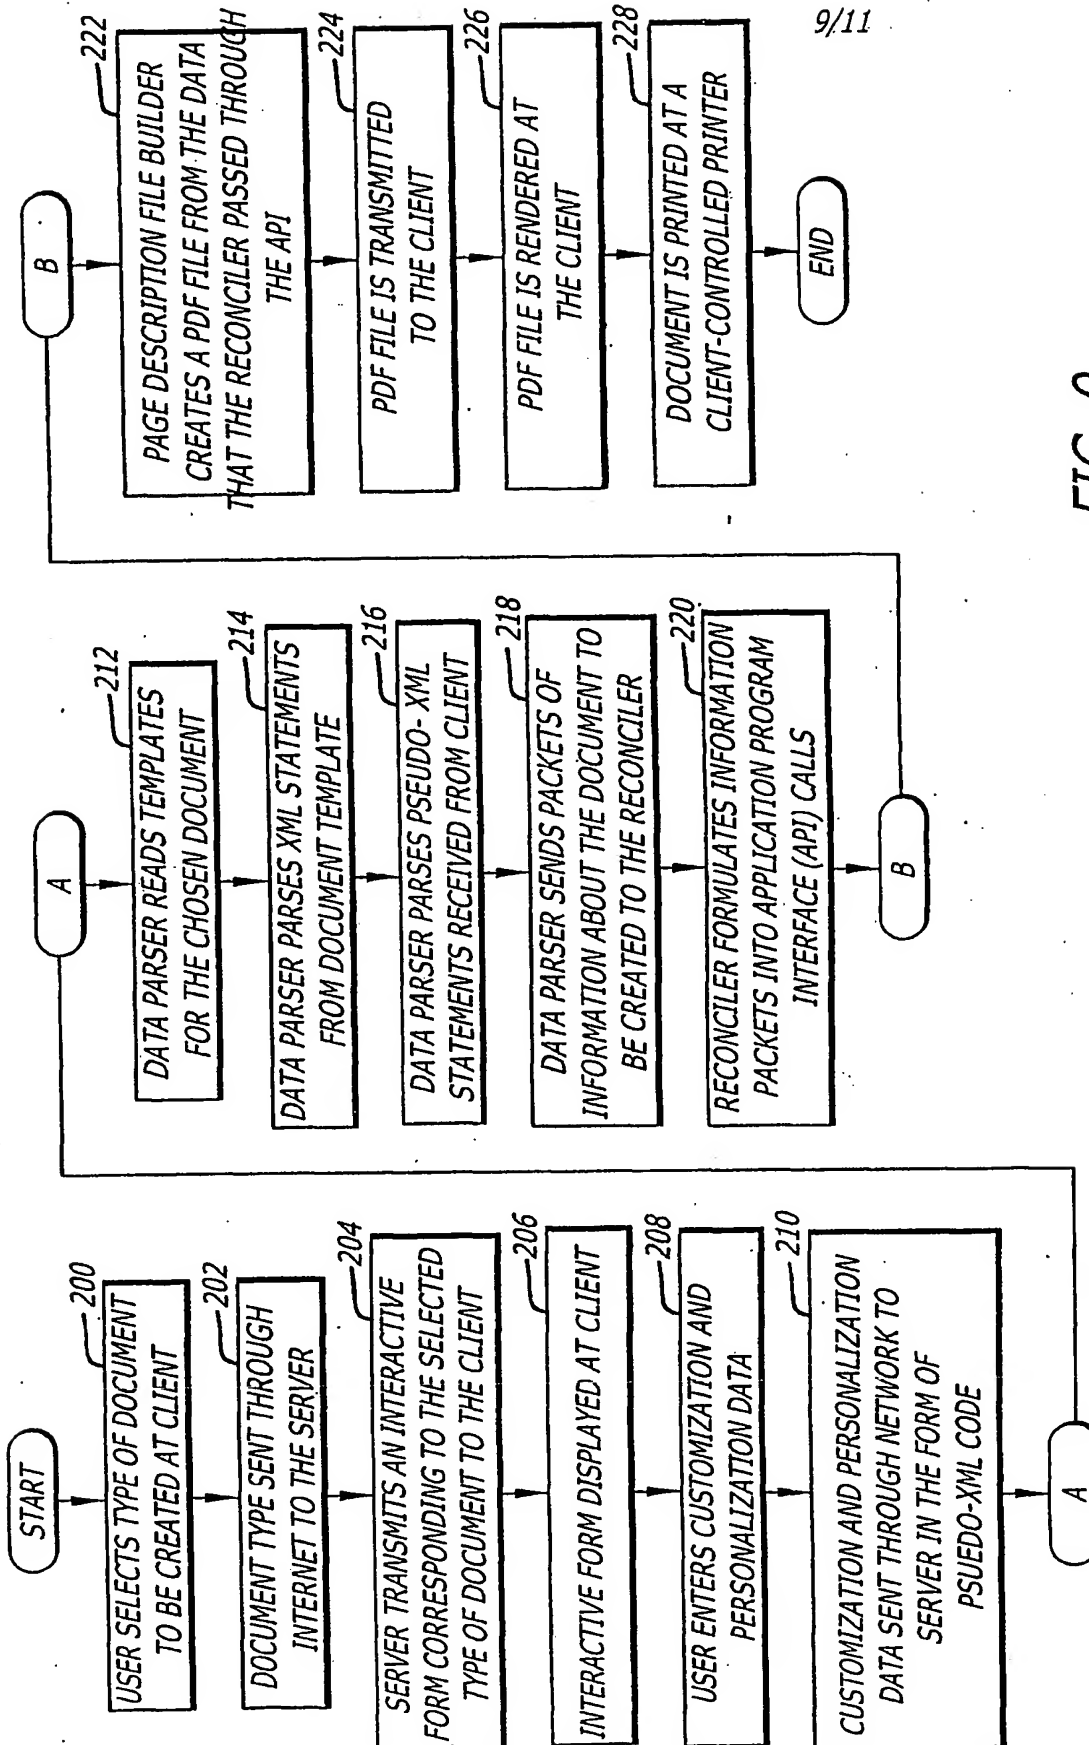 9/11
START
200
USER SELECTS TYPE OF DOCUMENT
TO BE CREATED AT CLIENT
202
DOCUMENT TYPE SENT THROUGH
INTERNET TO THE SERVER
204
SERVER TRANSMITS AN INTERACTIVE
FORM CORRESPONDING TO THE SELECTED
TYPE OF DOCUMENT TO THE CLIENT
206
INTERACTIVE FORM DISPLAYED AT CLIENT
208
USER ENTERS CUSTOMIZATION AND
PERSONALIZATION DATA
210
CUSTOMIZATION AND PERSONALIZATION
DATA SENT THROUGH NETWORK TO
SERVER IN THE FORM OF
PSUEDO-XML CODE
A
A
212
DATA PARSER READS TEMPLATES
FOR THE CHOSEN DOCUMENT
214
DATA PARSER PARSES XML STATEMENTS
FROM DOCUMENT TEMPLATE
216
DATA PARSER PARSES PSEUDO- XML
STATEMENTS RECEIVED FROM CLIENT
218
DATA PARSER SENDS PACKETS OF
INFORMATION ABOUT THE DOCUMENT TO
BE CREATED TO THE RECONCILER
220
RECONCILER FORMULATES INFORMATION
PACKETS INTO APPLICATION PROGRAM
INTERFACE (API) CALLS
B
B
222
PAGE DESCRIPTION FILE BUILDER
CREATES A PDF FILE FROM THE DATA
THAT THE RECONCILER PASSED THROUGH
THE API
224
PDF FILE IS TRANSMITTED
TO THE CLIENT
226
PDF FILE IS RENDERED AT
THE CLIENT
228
DOCUMENT IS PRINTED AT A
CLIENT-CONTROLLED PRINTER
END